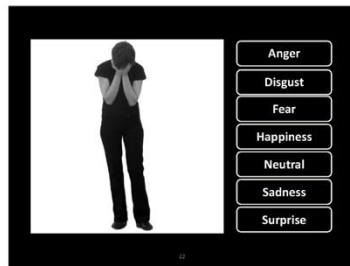 Anger
Disgust
Fear
Happiness
Neutral
Sadness
Surprise